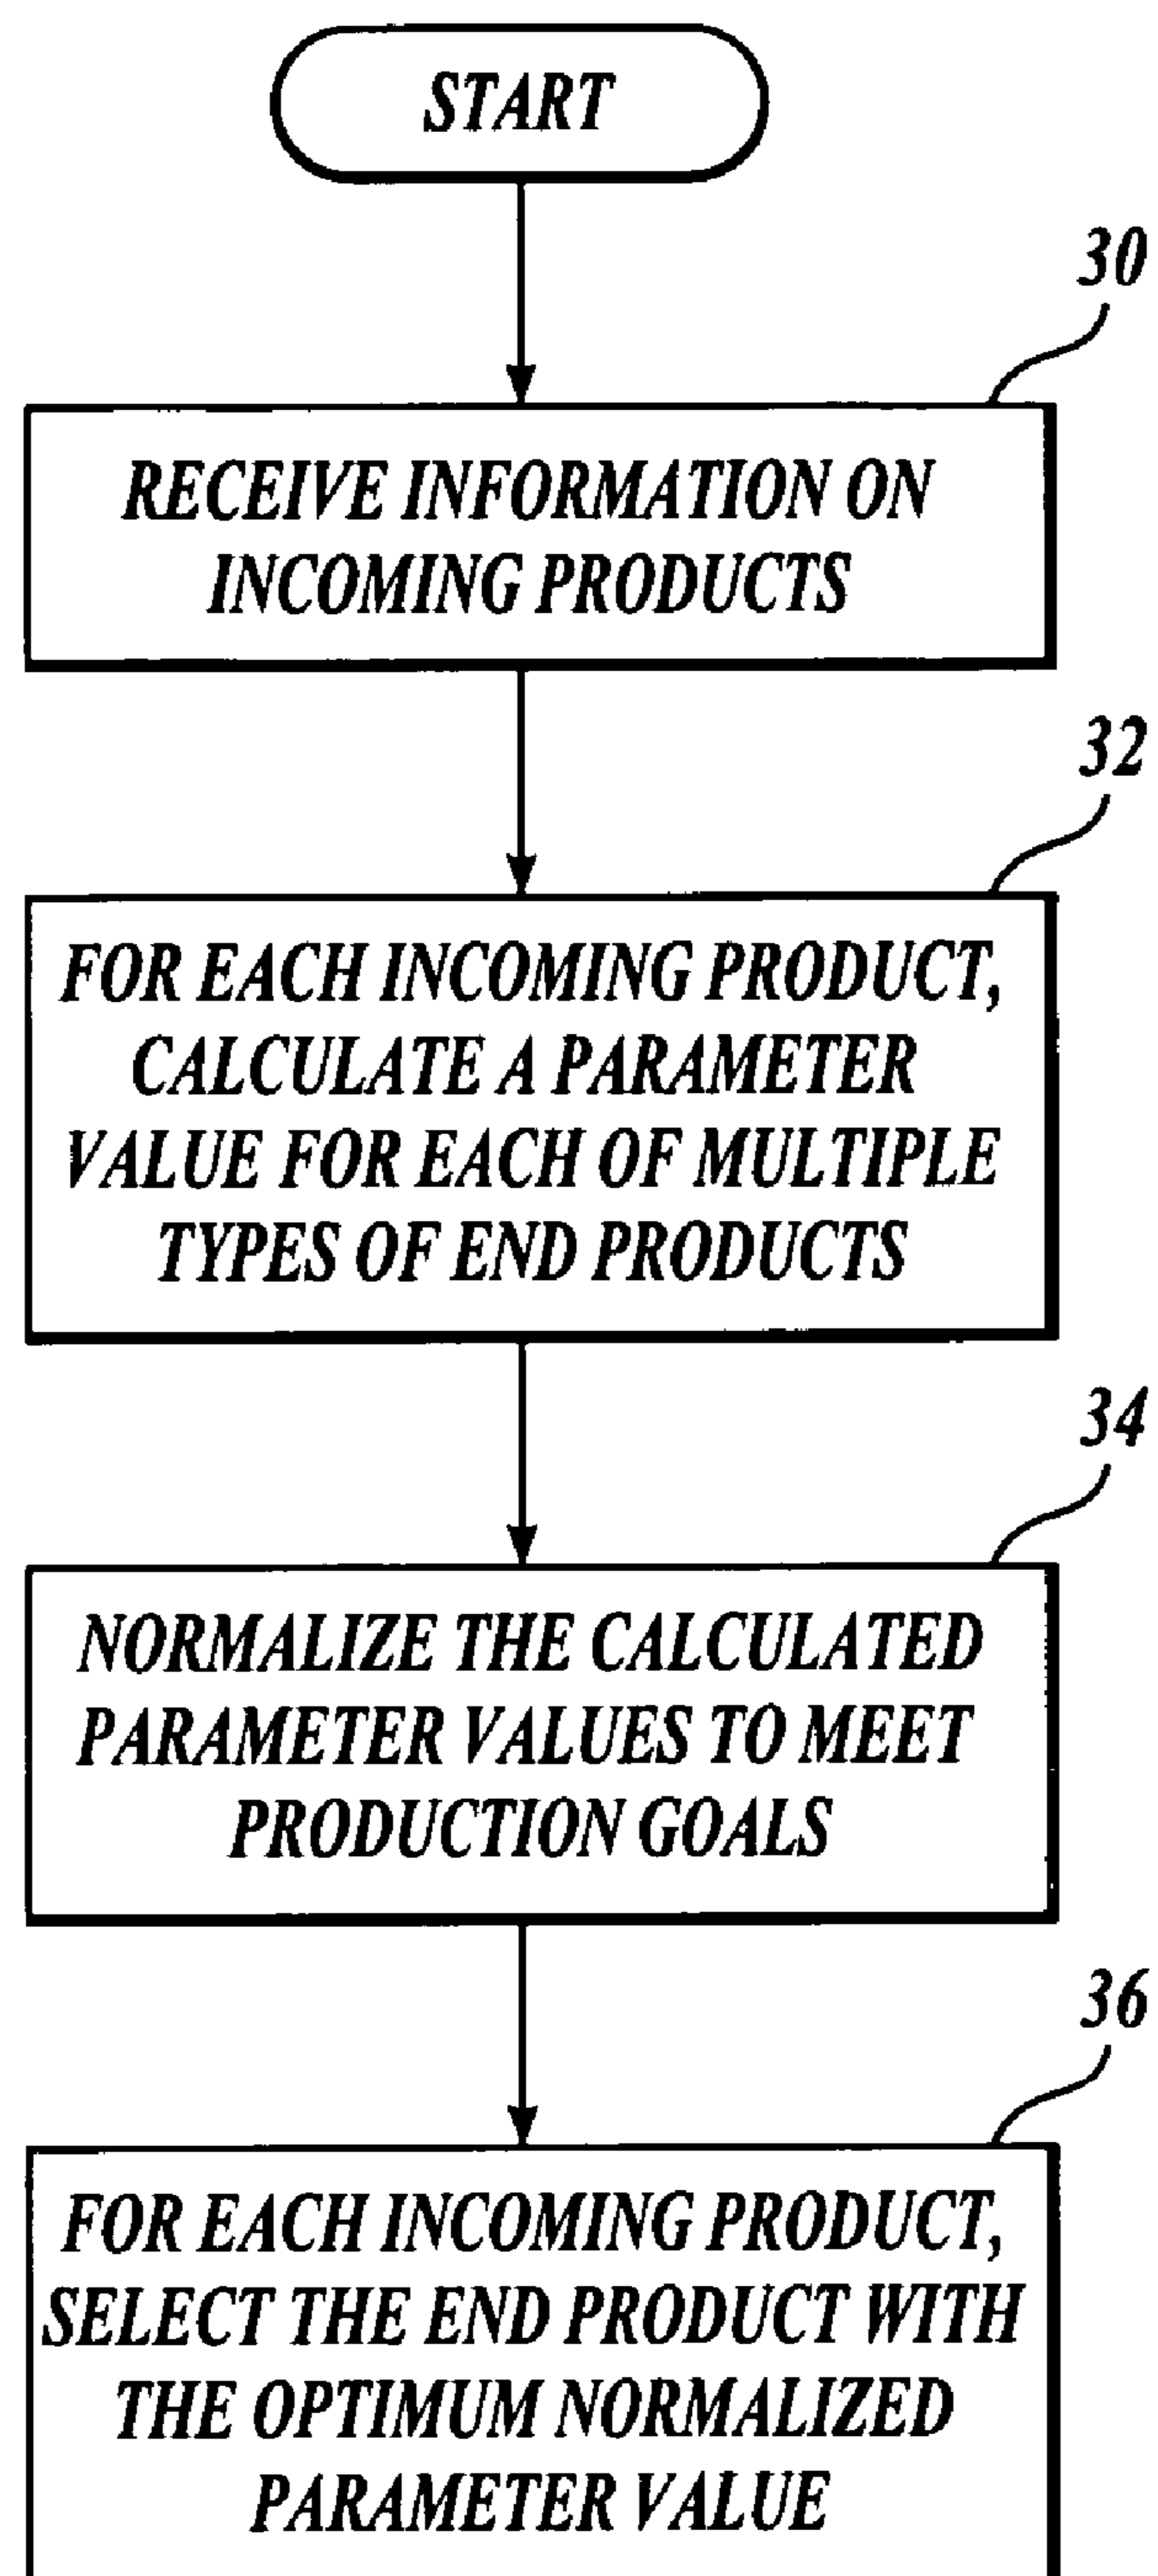 START
30
RECEIVE INFORMATION ON
INCOMING PRODUCTS
32
FOR EACH INCOMING PRODUCT,
CALCULATE A PARAMETER
VALUE FOR EACH OF MULTIPLE
TYPES OF END PRODUCTS
34
NORMALIZE THE CALCULATED
PARAMETER VALUES TO MEET
PRODUCTION GOALS
36
FOR EACH INCOMING PRODUCT,
SELECT THE END PRODUCT WITH
THE OPTIMUM NORMALIZED
PARAMETER VALUE